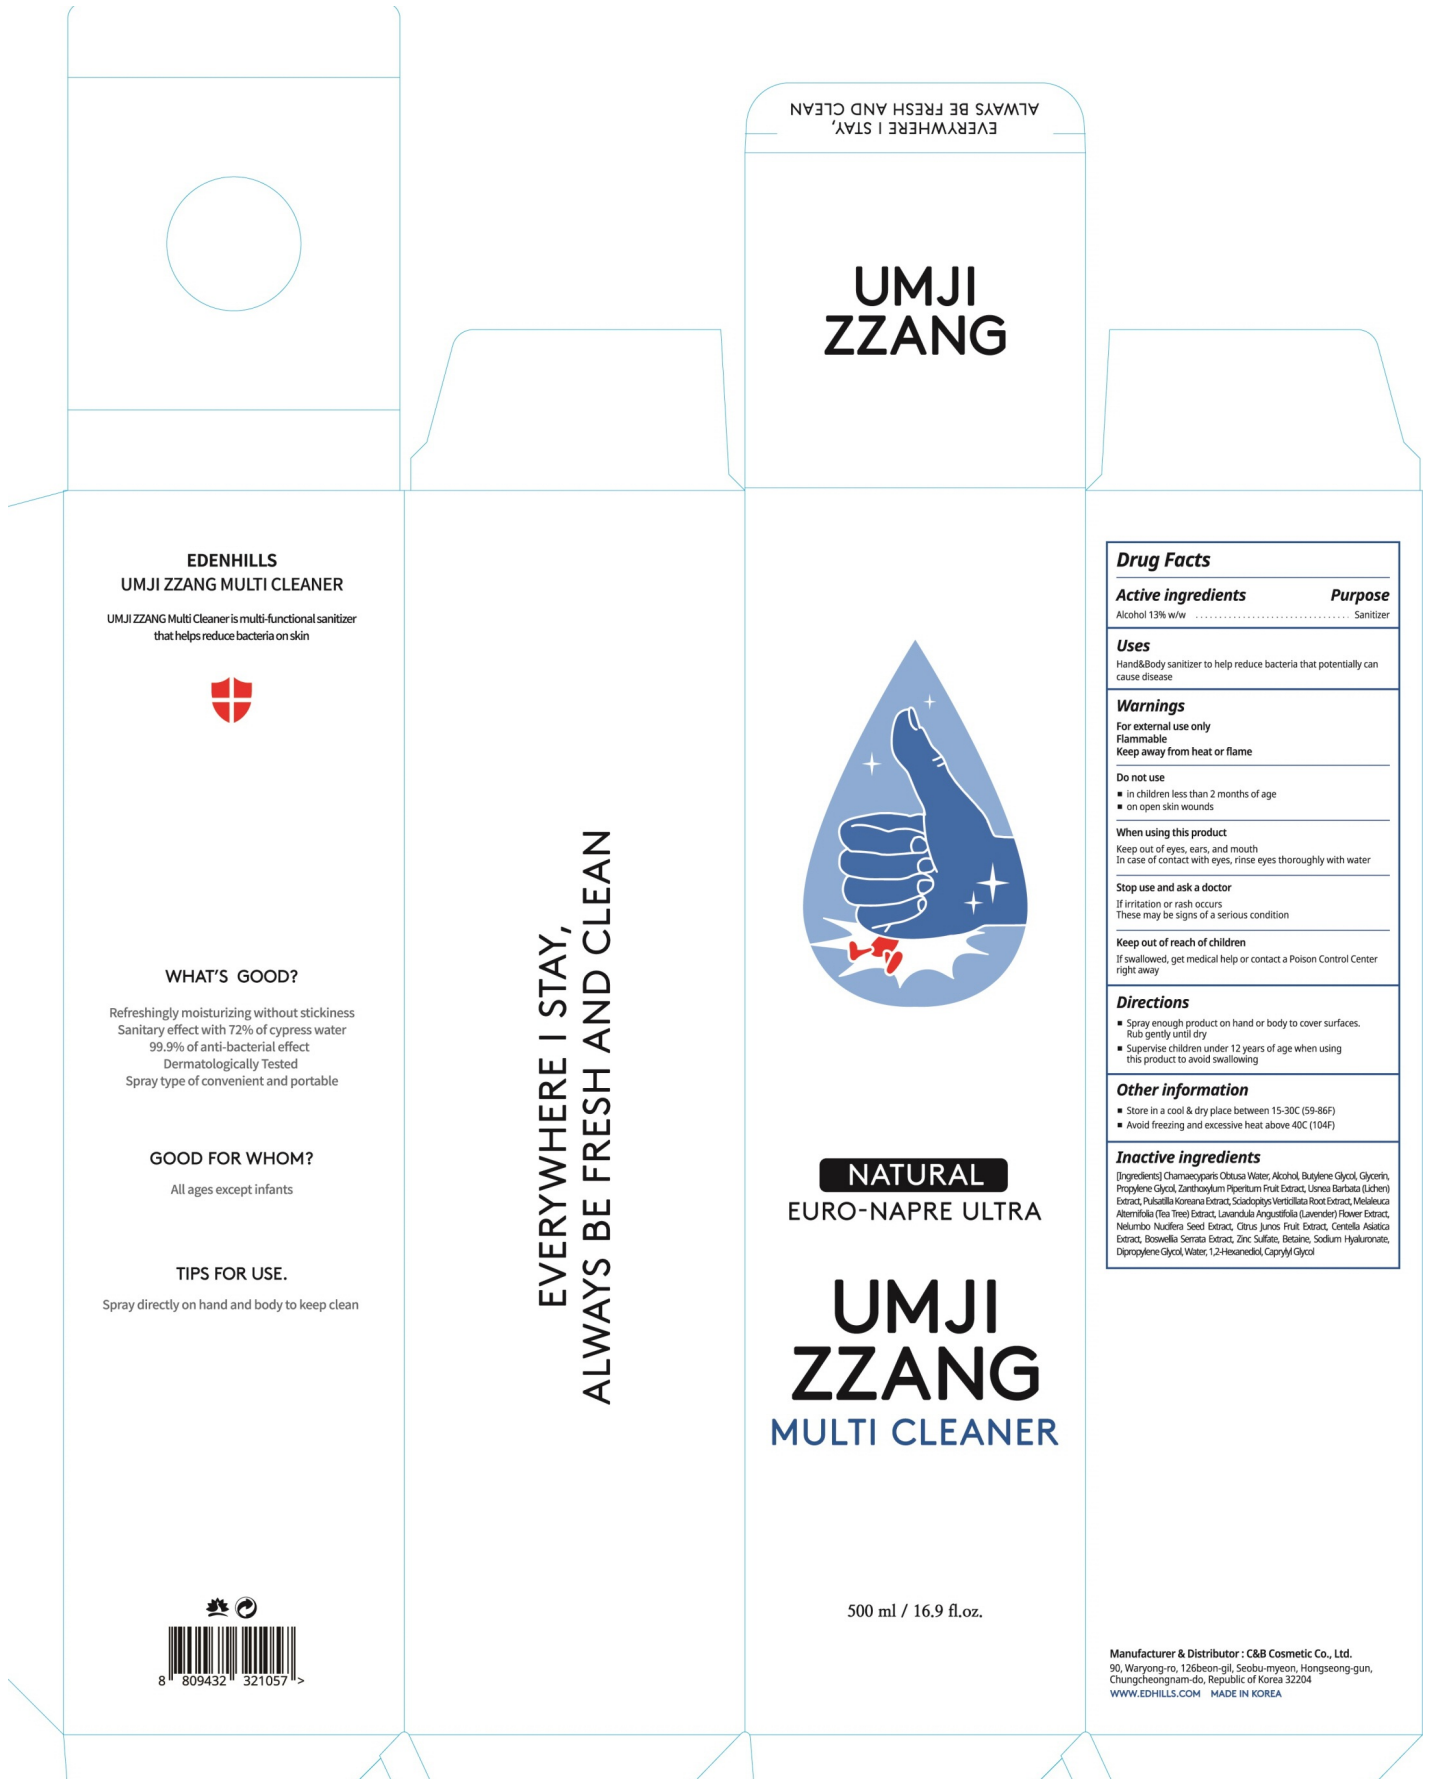 EVERYWHERE I STAY,
ALWAYS BE FRESH AND CLEAN
UMJI
ZZANG
EDENHILLS
UMJI ZZANG MULTI CLEANER
UMJI ZZANG Multi Cleaner is multi-functional sanitizer
that helps reduce bacteria on skin
WHAT'S GOOD?
Refreshingly moisturizing without stickiness
Sanitary effect with 72% of cypress water
99.9% of anti-bacterial effect
Dermatologically Tested
Spray type of convenient and portable
GOOD FOR WHOM?
All ages except infants
TIPS FOR USE.
Spray directly on hand and body to keep clean
8 809432 321057 >
EVERYWHERE I STAY,
ALWAYS BE FRESH AND CLEAN
NATURAL
EURO-NAPRE ULTRA
UMJI
ZZANG
MULTI CLEANER
500 ml / 16.9 fl.oz.
Drug Facts
Active ingredients Purpose
Alcohol 13% w/w ................................ Sanitizer
Uses
Hand&Body sanitizer to help reduce bacteria that potentially can
cause disease
Warnings
For external use only
Flammable
Keep away from heat or flame
Do not use
■ in children less than 2 months of age
■ on open skin wounds
When using this product
Keep out of eyes, ears, and mouth
In case of contact with eyes, rinse eyes thoroughly with water
Stop use and ask a doctor
If irritation or rash occurs
These may be signs of a serious condition
Keep out of reach of children
If swallowed, get medical help or contact a Poison Control Center
right away
Directions
■ Spray enough product on hand or body to cover surfaces.
Rub gently until dry
■ Supervise children under 12 years of age when using
this product to avoid swallowing
Other information
■ Store in a cool & dry place between 15-30C (59-86F)
■ Avoid freezing and excessive heat above 40C (104F)
Inactive ingredients
[Ingredients] Chamaecyparis Obtusa Water, Alcohol, Butylene Glycol, Glycerin,
Propylene Glycol, Zanthoxylum Piperitum Fruit Extract, Usnea Barbata (Lichen)
Extract, Pulsatilla Koreana Extract, Sciadopitys Verticillata Root Extract, Melaleuca
Alternifolia (Tea Tree) Extract, Lavandula Angustifolia (Lavender) Flower Extract,
Nelumbo Nucifera Seed Extract, Citrus Junos Fruit Extract, Centella Asiatica
Extract, Boswellia Serrata Extract, Zinc Sulfate, Betaine, Sodium Hyaluronate,
Dipropylene Glycol, Water, 1,2-Hexanediol, Caprylyl Glycol
Manufacturer & Distributor : C&B Cosmetic Co., Ltd.
90, Waryong-ro, 126beon-gil, Seobu-myeon, Hongseong-gun,
Chungcheongnam-do, Republic of Korea 32204
WWW.EDHILLS.COM MADE IN KOREA